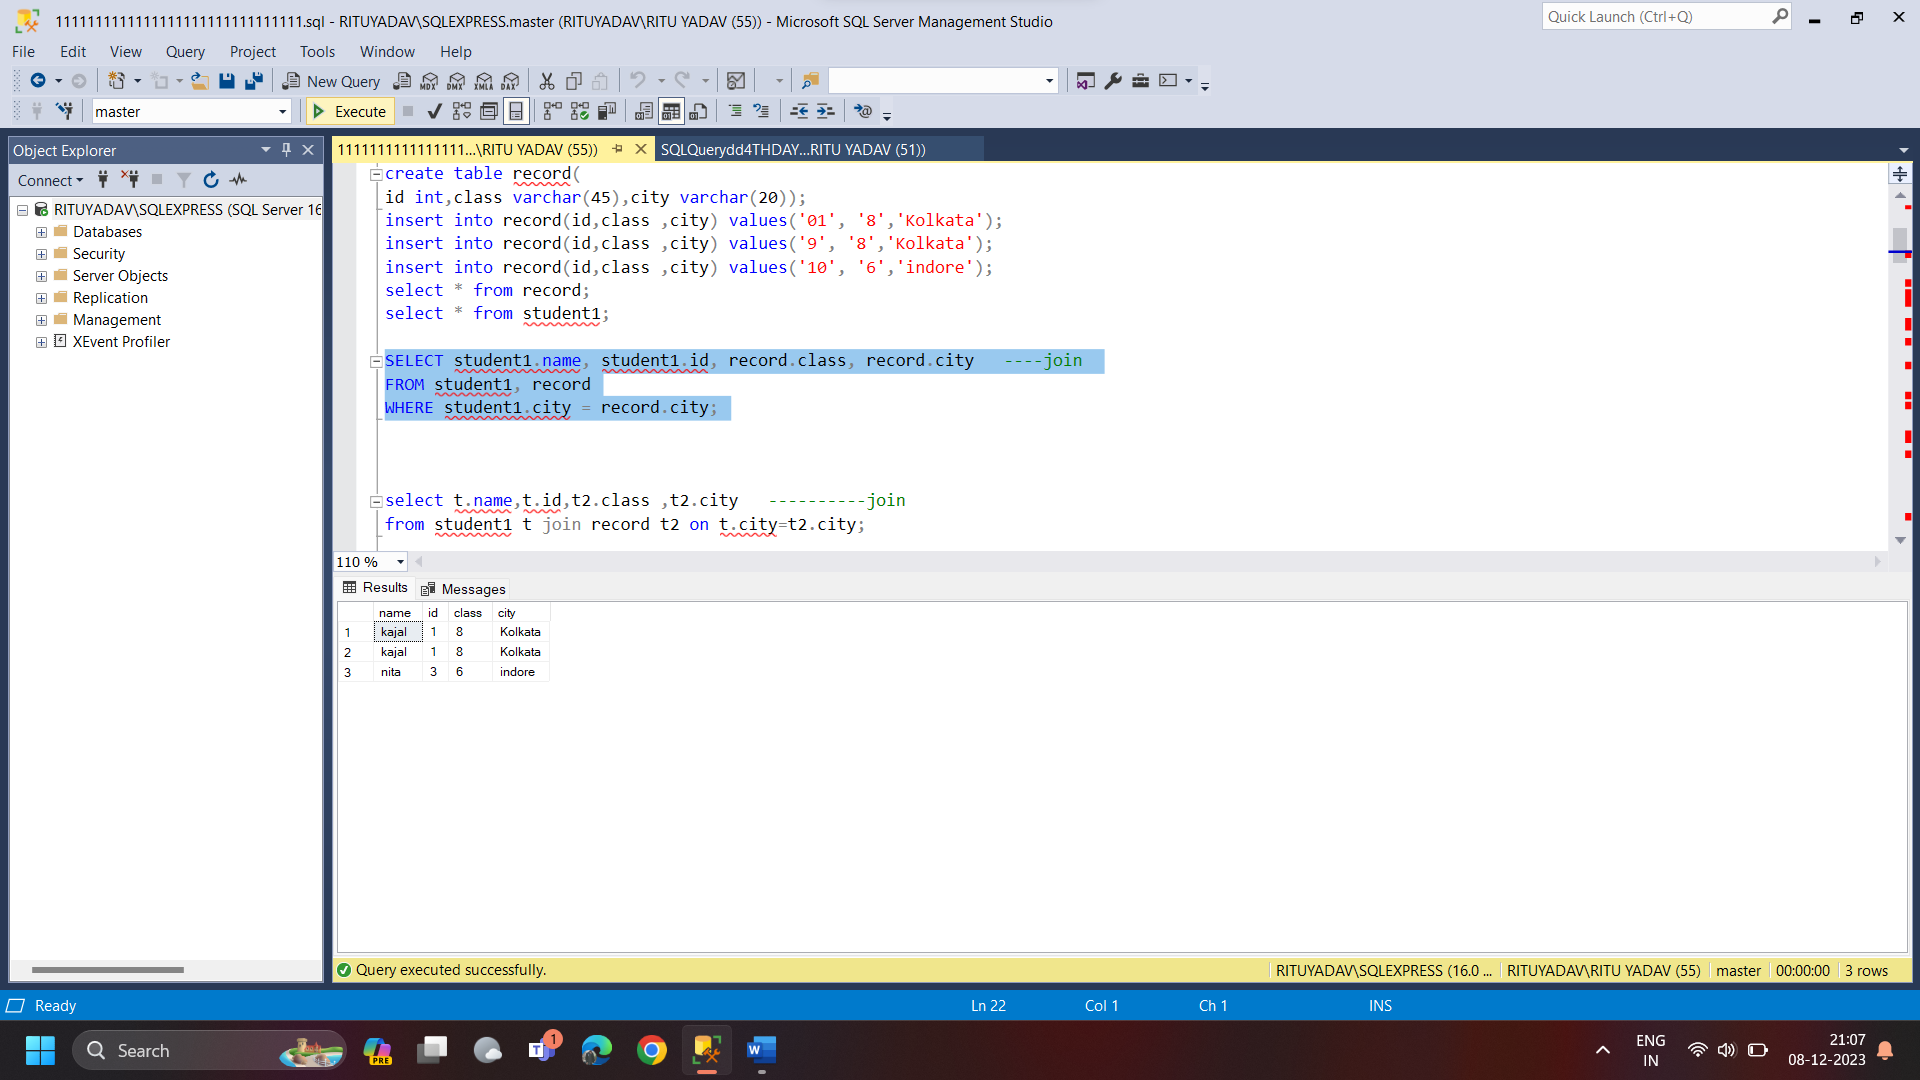 1111111111111111111111111111111.sql - RITUYADAV\SQLEXPRESS.master (RITUYADAV\RITU YADAV (55)) - Microsoft SQL Server Management Studio
Quick Launch (Ctrl+Q)
File Edit View Query Project Tools Window Help
New Query
MDX DMX XMLA DAX
master
Execute
Object Explorer
1111111111111111...\RITU YADAV (55))
SQLQuerydd4THDAY...RITU YADAV (51))
Connect
RITUYADAV\SQLEXPRESS (SQL Server 16
Databases
Security
Server Objects
Replication
Management
XEvent Profiler
create table record(
id int,class varchar(45),city varchar(20));
insert into record(id,class ,city) values('01', '8','Kolkata');
insert into record(id,class ,city) values('9', '8','Kolkata');
insert into record(id,class ,city) values('10', '6','indore');
select * from record;
select * from student1;
SELECT student1.name, student1.id, record.class, record.city   ----join
FROM student1, record
WHERE student1.city = record.city;
select t.name,t.id,t2.class ,t2.city   ----------join
from student1 t join record t2 on t.city=t2.city;
110 %
Results Messages
name id class city
1 kajal 1 8 Kolkata
2 kajal 1 8 Kolkata
3 nita 3 6 indore
Query executed successfully.
RITUYADAV\SQLEXPRESS (16.0 ... RITUYADAV\RITU YADAV (55) master 00:00:00 3 rows
Ready
Ln 22 Col 1 Ch 1 INS
Search
PRE
1
ENG
IN
21:07
08-12-2023